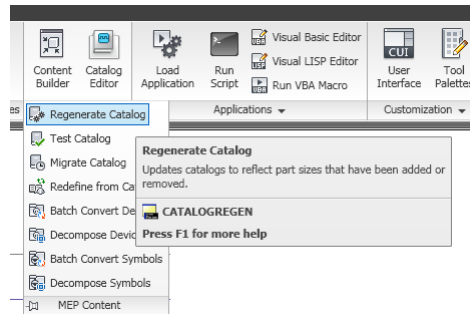 Content Builder
Catalog Editor
Load Application
Run Script
Visual Basic Editor
Visual LISP Editor
VBA Run VBA Macro
CUI
User Interface
Tool Palettes
es
Applications
Customization
Regenerate Catalog
Test Catalog
Migrate Catalog
Redefine from Ca
Batch Convert De
Decompose Devic
Batch Convert Symbols
Decompose Symbols
MEP Content
Regenerate Catalog
Updates catalogs to reflect part sizes that have been added or
removed.
CATALOGREGEN
Press F1 for more help